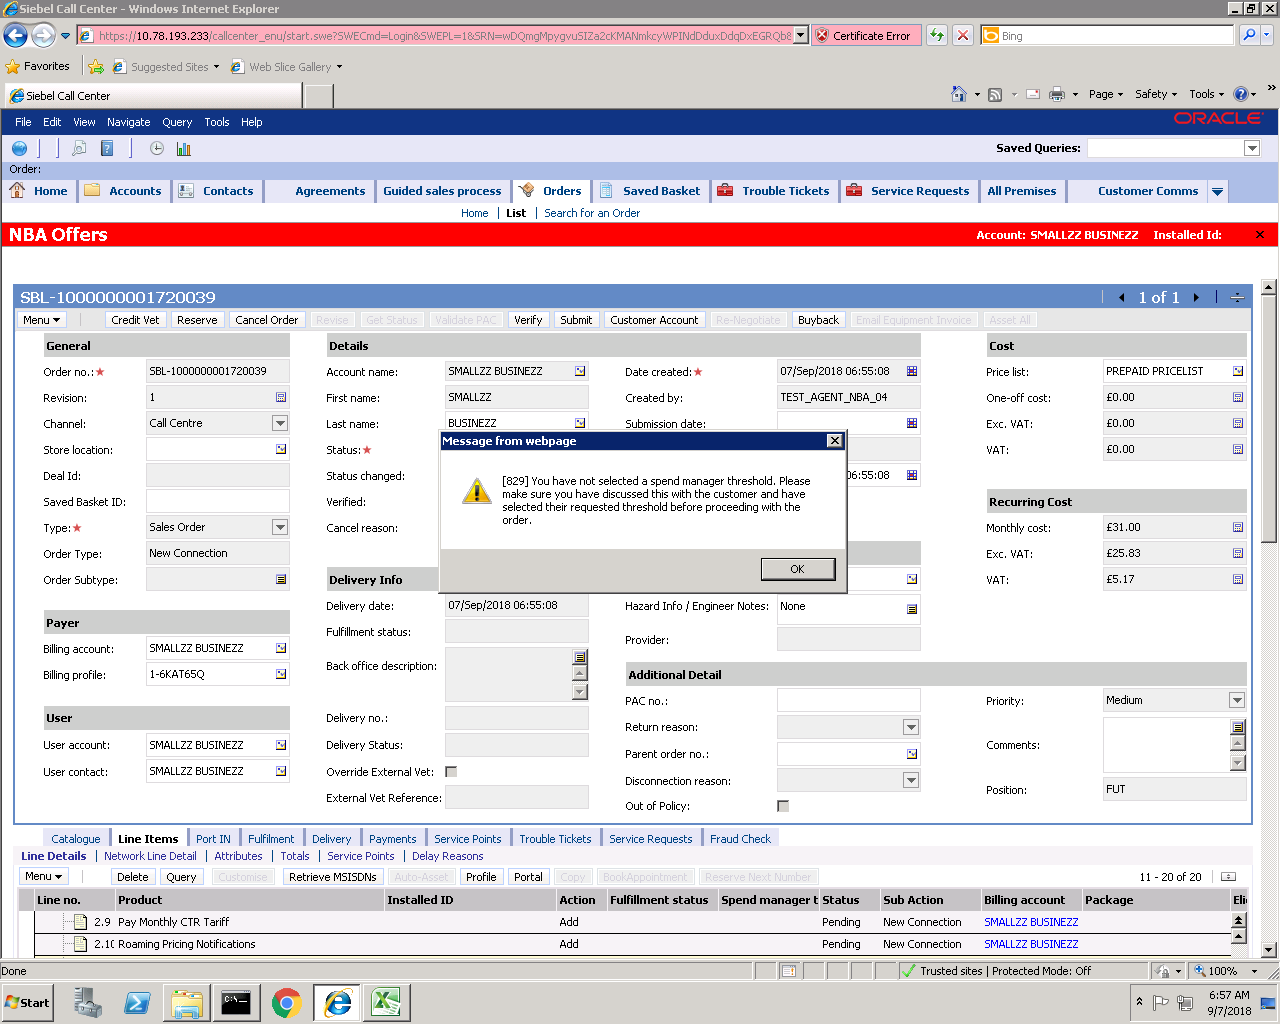 Siebel Call Center - Windows Internet Explorer
https://10.78.193.233/callcenter_enu/start.swe?SWECmd=Login&SWEPL=1&SRN=
Certificate Error
Bing
Favorites
Suggested Sites
Web Slice Gallery
Siebel Call Center
Page
Safety
Tools
File Edit View Navigate Query Tools Help
ORACLE
Saved Queries:
Order:
Home Accounts Contacts Agreements Guided sales process Orders Saved Basket Trouble Tickets Service Requests All Premises Customer Comms
Home | List | Search for an Order
NBA Offers
Account: SMALLZZ BUSINEZZ Installed Id:
SBL-1000000001720039
1 of 1
Menu Credit Vet Reserve Cancel Order Revise Get Status Validate PAC Verify Submit Customer Account Re-Negotiate Buyback Email Equipment Invoice Asset All
General
Order no.: SBL-1000000001720039
Revision: 1
Channel: Call Centre
Store location:
Deal Id:
Saved Basket ID:
Type: Sales Order
Order Type: New Connection
Order Subtype:
Payer
Billing account: SMALLZZ BUSINEZZ
Billing profile: 1-6KAT65Q
User
User account: SMALLZZ BUSINEZZ
User contact: SMALLZZ BUSINEZZ
Details
Account name: SMALLZZ BUSINEZZ
First name: SMALLZZ
Last name: BUSINEZZ
Status:
Status changed:
Verified:
Cancel reason:
Date created: 07/Sep/2018 06:55:08
Created by: TEST_AGENT_NBA_04
Submission date:
06:55:08
Message from webpage
[829] You have not selected a spend manager threshold. Please
make sure you have discussed this with the customer and have
selected their requested threshold before proceeding with the
order.
OK
Delivery Info
Delivery date: 07/Sep/2018 06:55:08
Fulfillment status:
Back office description:
Delivery no.:
Delivery Status:
Override External Vet:
External Vet Reference:
Hazard Info / Engineer Notes: None
Provider:
Additional Detail
PAC no.:
Return reason:
Parent order no.:
Disconnection reason:
Out of Policy:
Priority: Medium
Comments:
Position: FUT
Cost
Price list: PREPAID PRICELIST
One-off cost: £0.00
Exc. VAT: £0.00
VAT: £0.00
Recurring Cost
Monthly cost: £31.00
Exc. VAT: £25.83
VAT: £5.17
Catalogue Line Items Port IN Fulfilment Delivery Payments Service Points Trouble Tickets Service Requests Fraud Check
Line Details | Network Line Detail | Attributes | Totals | Service Points | Delay Reasons
Menu Delete Query Customise Retrieve MSISDNs Auto-Asset Profile Portal Copy BookAppointment Reserve Next Number
11 - 20 of 20
Line no. Product Installed ID Action Fulfillment status Spend manager t Status Sub Action Billing account Package Eli
2.9 Pay Monthly CTR Tariff Add Pending New Connection SMALLZZ BUSINEZZ
2.10 Roaming Pricing Notifications Add Pending New Connection SMALLZZ BUSINEZZ
Done
Trusted sites | Protected Mode: Off
100%
Start
C:\
6:57 AM
9/7/2018